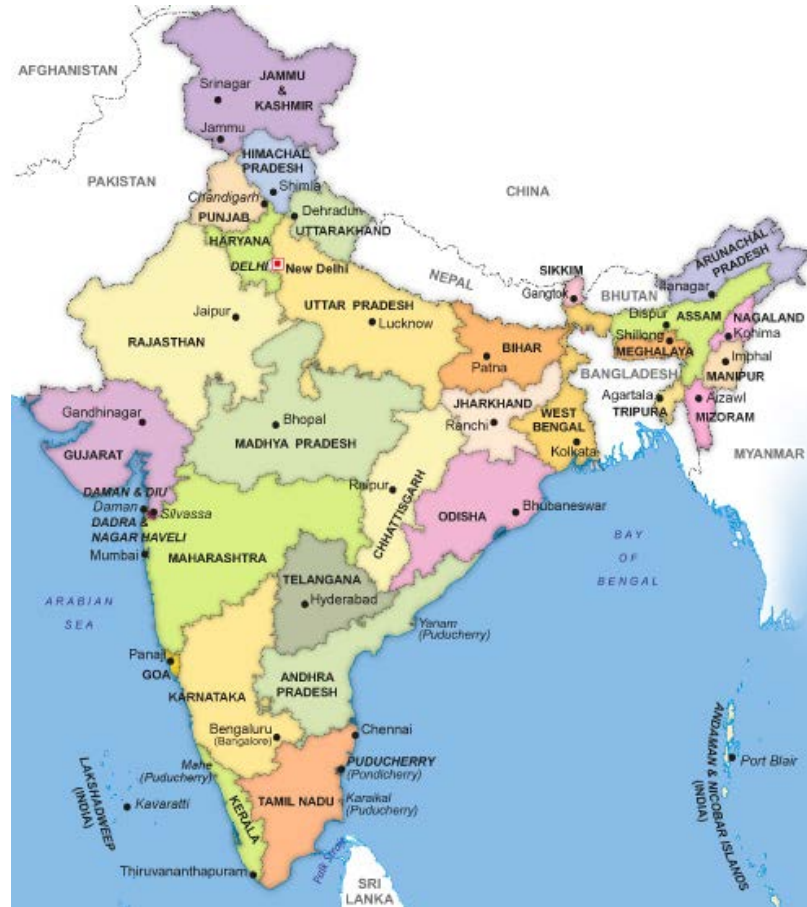 AFGHANISTAN
JAMMU
&
KASHMIR
Srinagar
Jammu
HIMACHAL
PRADESH
Shimla
PAKISTAN
CHINA
Chandigarh
PUNJAB
Dehradun
UTTARAKHAND
HARYANA
DELHI
New Delhi
NEPAL
SIKKIM
Gangtok
BHUTAN
ARUNACHAL
PRADESH
Itanagar
ASSAM
Bispur
NAGALAND
Kohima
Shillong
MEGHALAYA
Imphal
MANIPUR
BANGLADESH
Agartala
TRIPURA
Aizawl
MIZORAM
MYANMAR
Jaipur
RAJASTHAN
UTTAR PRADESH
Lucknow
BIHAR
Patna
JHARKHAND
Ranchi
WEST
BENGAL
Kolkata
Gandhinagar
GUJARAT
Bhopal
MADHYA PRADESH
Raipur
CHHATTISGARH
ODISHA
Bhubaneswar
DAMAN & DIU
Daman
Silvassa
DADRA &
NAGAR HAVELI
Mumbai
MAHARASHTRA
TELANGANA
Hyderabad
BAY
OF
BENGAL
ARABIAN
SEA
Yanam
(Puducherry)
Panaji
GOA
KARNATAKA
ANDHRA
PRADESH
Bengaluru
(Bangalore)
Chennai
Mahe
(Puducherry)
PUDUCHERRY
(Pondicherry)
LAKSHADWEEP
(INDIA)
Kavaratti
KERALA
TAMIL NADU
Karaikal
(Puducherry)
ANDAMAN & NICOBAR ISLANDS
(INDIA)
Port Blair
Thiruvananthapuram
Palk Strait
SRI
LANKA